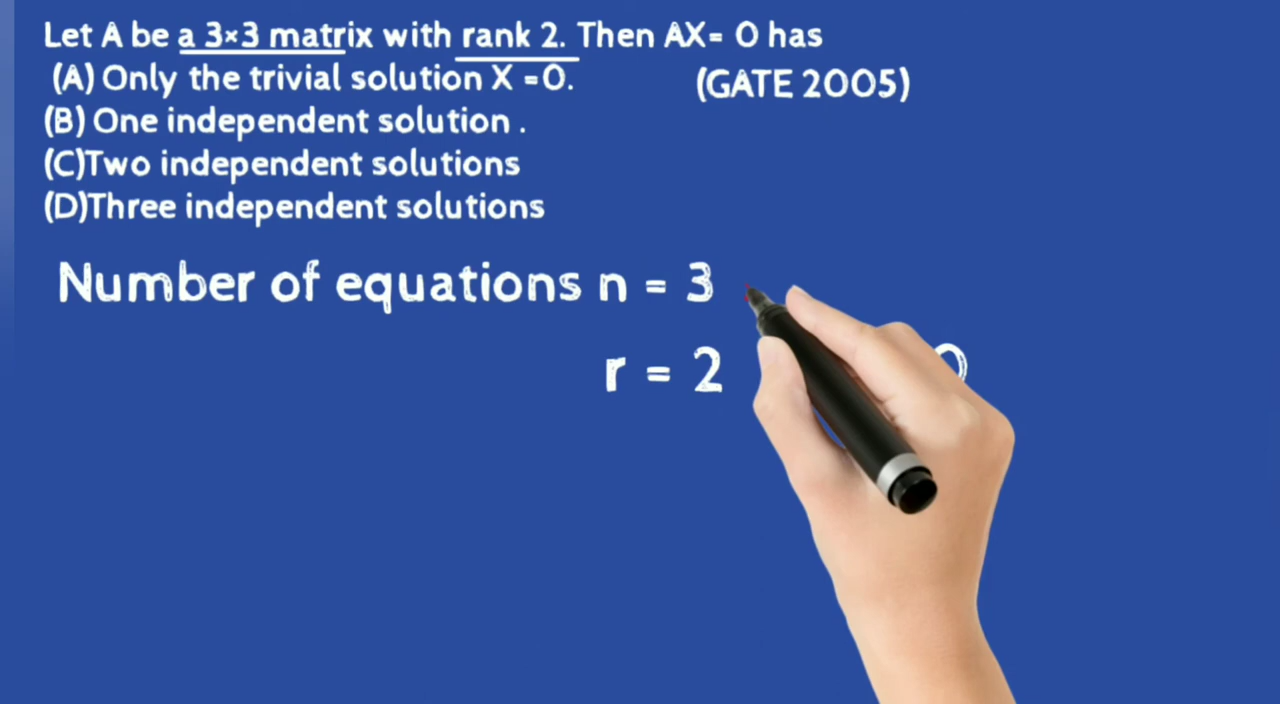 Let A be a 3×3 matrix with rank 2. Then AX= 0 has
(A) Only the trivial solution X =0. (GATE 2005)
(B) One independent solution .
(C)Two independent solutions
(D)Three independent solutions
Number of equations n = 3
r = 2